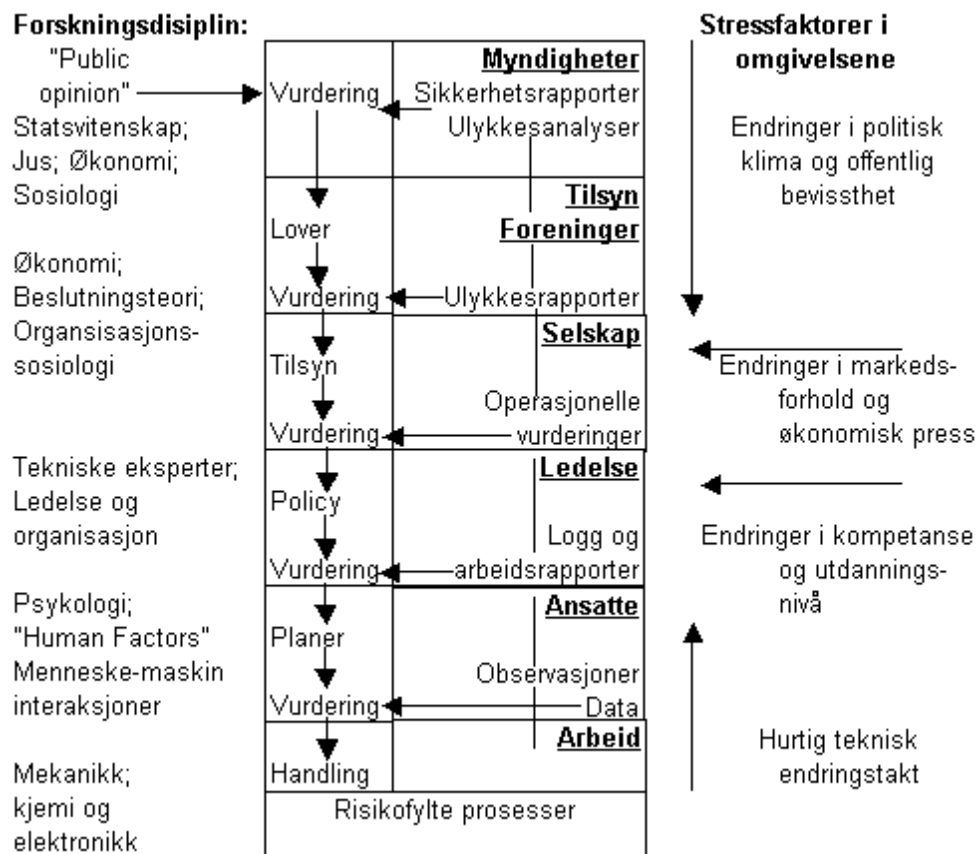 Forskningsdisiplin:
"Public
opinion"
Statsvitenskap;
Jus; Økonomi;
Sosiologi
Økonomi;
Beslutningsteori;
Organsisasjons-
sosiologi
Tekniske eksperter;
Ledelse og
organisasjon
Psykologi;
"Human Factors"
Menneske-maskin
interaksjoner
Mekanikk;
kjemi og
elektronikk
Myndigheter
Vurdering
Sikkerhetsrapporter
Ulykkesanalyser
Tilsyn
Lover
Foreninger
Vurdering
Ulykkesrapporter
Selskap
Tilsyn
Operasjonelle
Vurdering
vurderinger
Ledelse
Policy
Logg og
Vurdering
arbeidsrapporter
Ansatte
Planer
Observasjoner
Vurdering
Data
Arbeid
Handling
Risikofylte prosesser
Stressfaktorer i
omgivelsene
Endringer i politisk
klima og offentlig
bevissthet
Endringer i markeds-
forhold og
økonomisk press
Endringer i kompetanse
og utdannings-
nivå
Hurtig teknisk
endringstakt